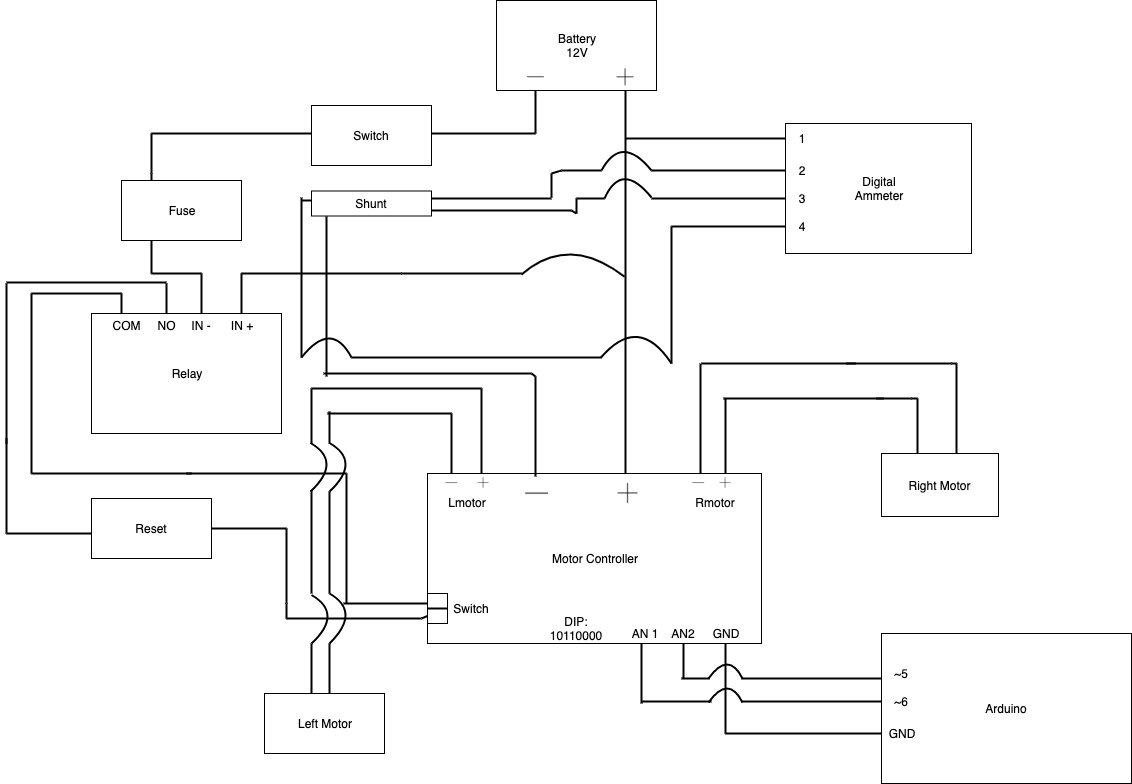 Battery
12V
— +
Switch
1
2
3
4
Digital
Ammeter
Fuse
Shunt
COM NO IN - IN +
Relay
Right Motor
— + — + — +
Lmotor
Rmotor
Reset
Motor Controller
Switch
DIP:
10110000
AN 1 AN2 GND
~5
~6
GND
Arduino
Left Motor